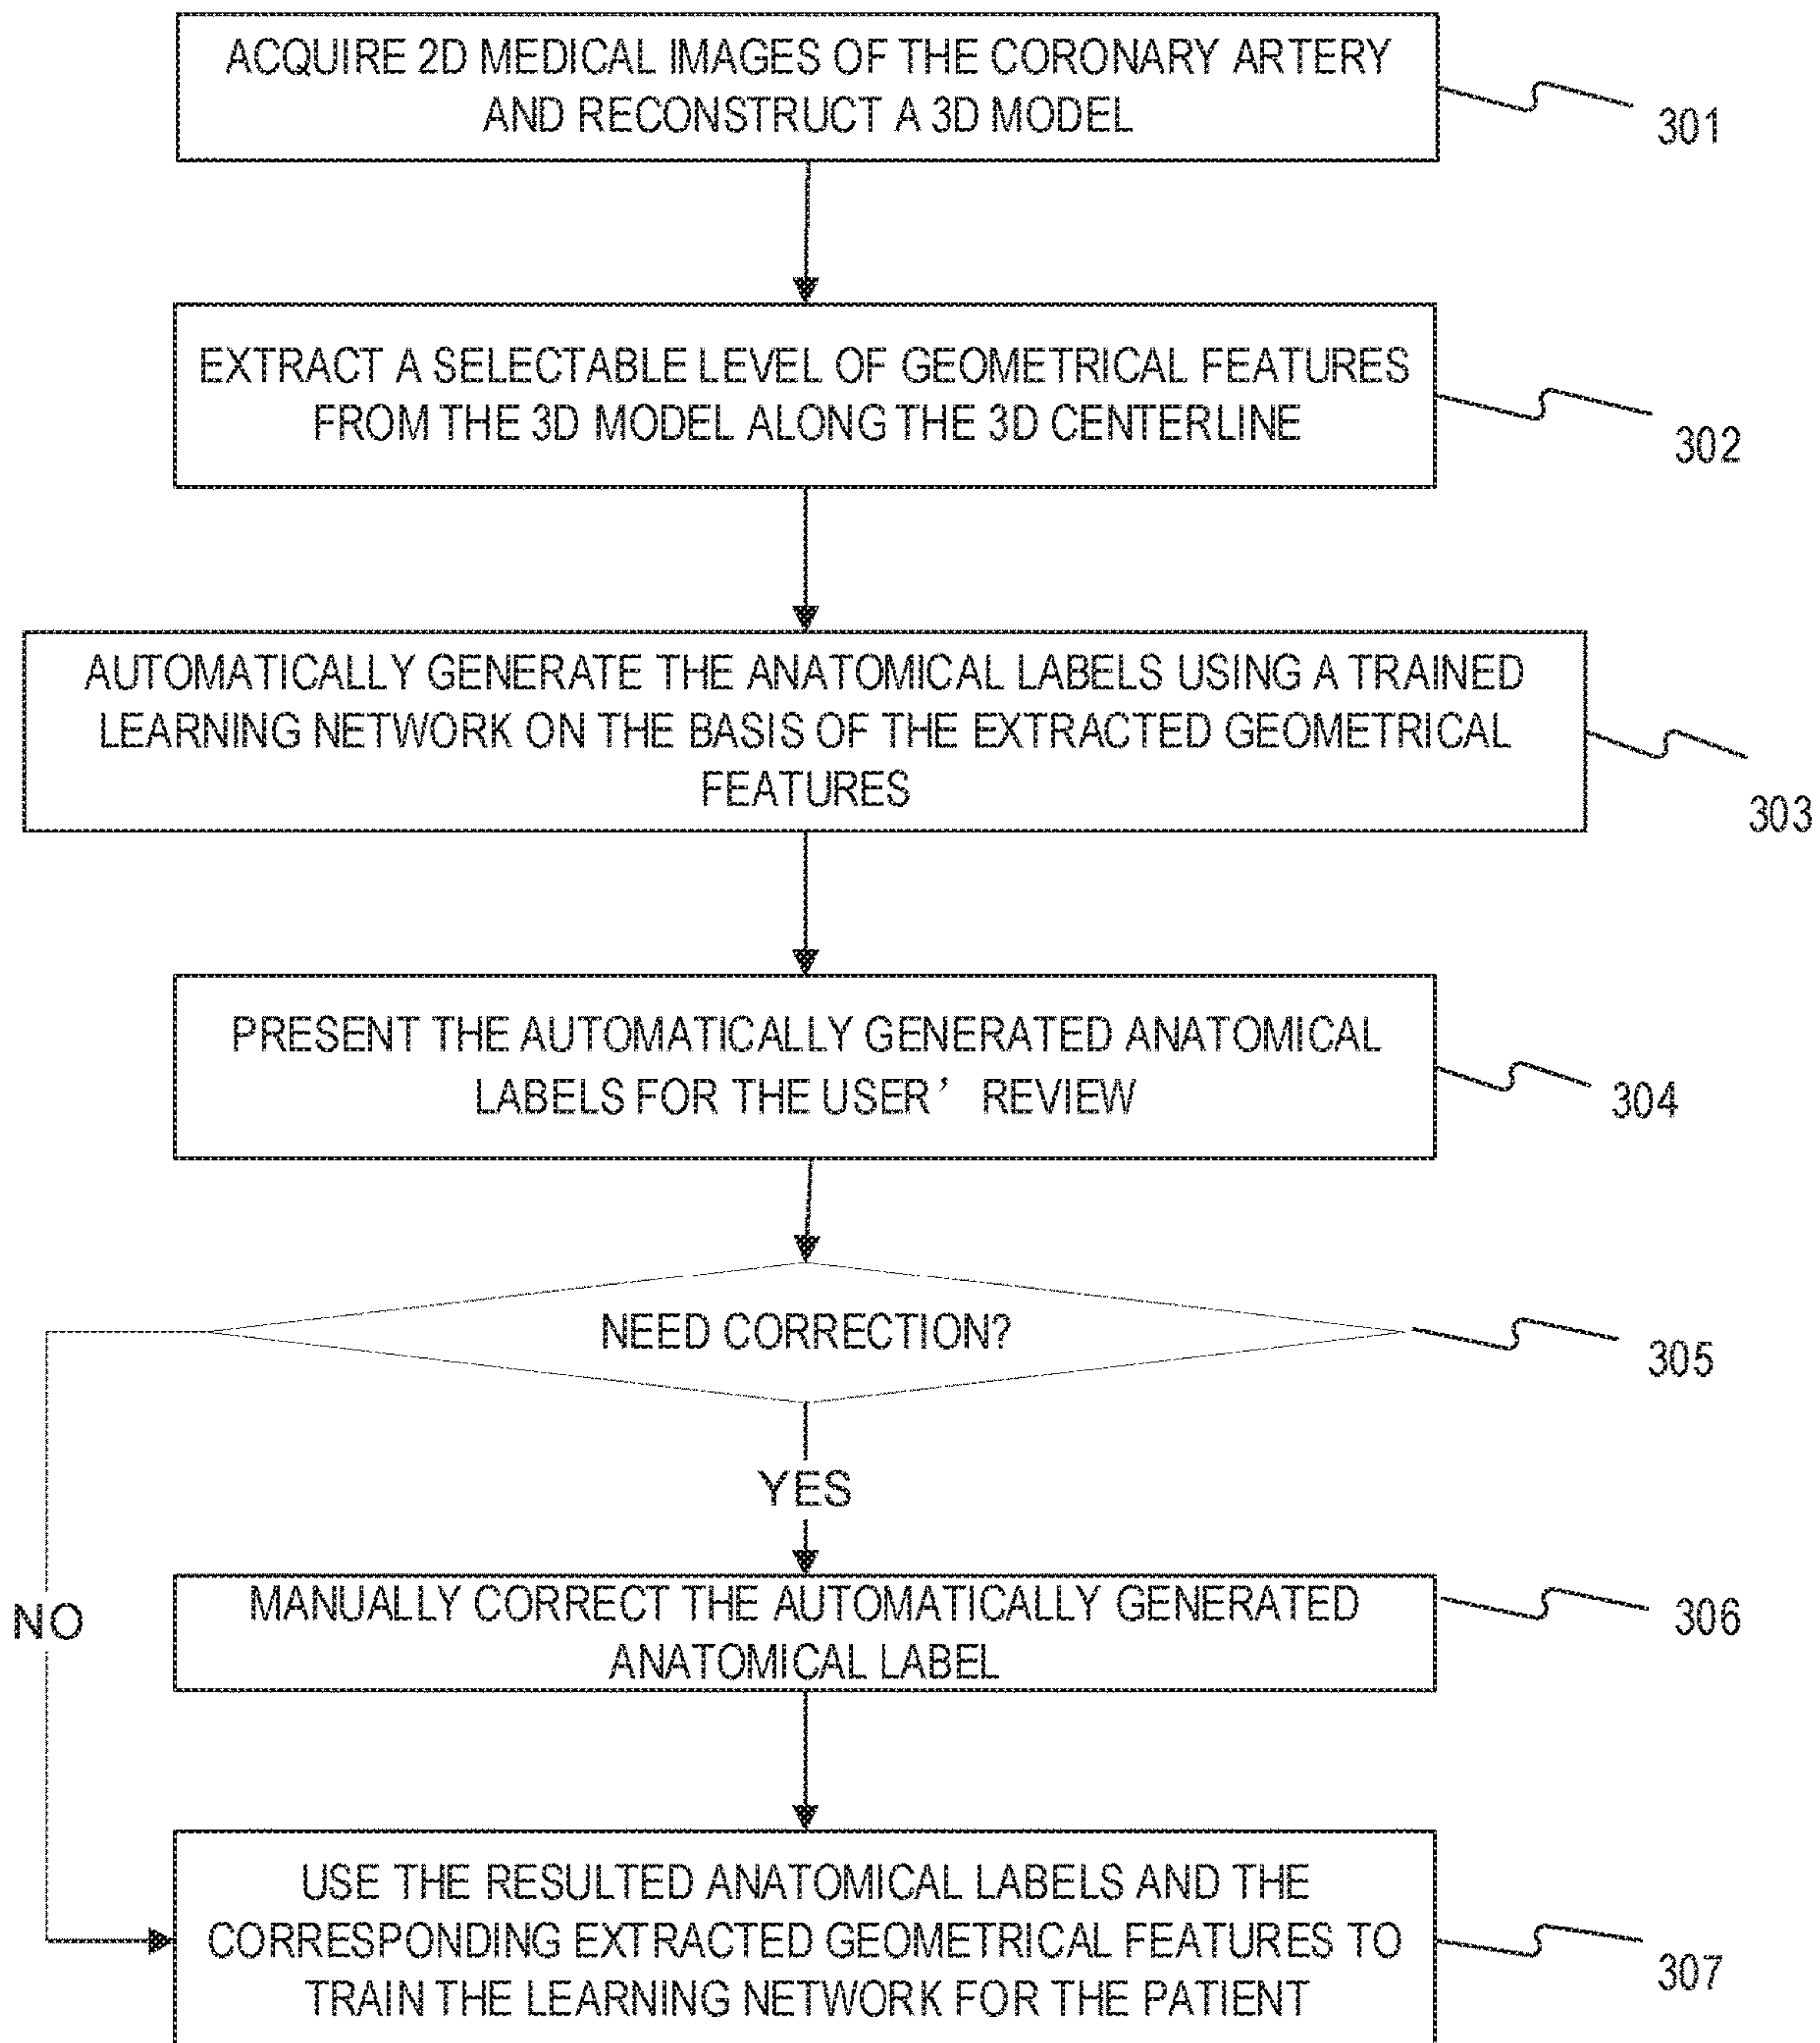 ACQUIRE 2D MEDICAL IMAGES OF THE CORONARY ARTERY
AND RECONSTRUCT A 3D MODEL
301
EXTRACT A SELECTABLE LEVEL OF GEOMETRICAL FEATURES
FROM THE 3D MODEL ALONG THE 3D CENTERLINE
302
AUTOMATICALLY GENERATE THE ANATOMICAL LABELS USING A TRAINED
LEARNING NETWORK ON THE BASIS OF THE EXTRACTED GEOMETRICAL
FEATURES
303
PRESENT THE AUTOMATICALLY GENERATED ANATOMICAL
LABELS FOR THE USER’ REVIEW
304
NEED CORRECTION?
305
YES
NO
MANUALLY CORRECT THE AUTOMATICALLY GENERATED
ANATOMICAL LABEL
306
USE THE RESULTED ANATOMICAL LABELS AND THE
CORRESPONDING EXTRACTED GEOMETRICAL FEATURES TO
TRAIN THE LEARNING NETWORK FOR THE PATIENT
307